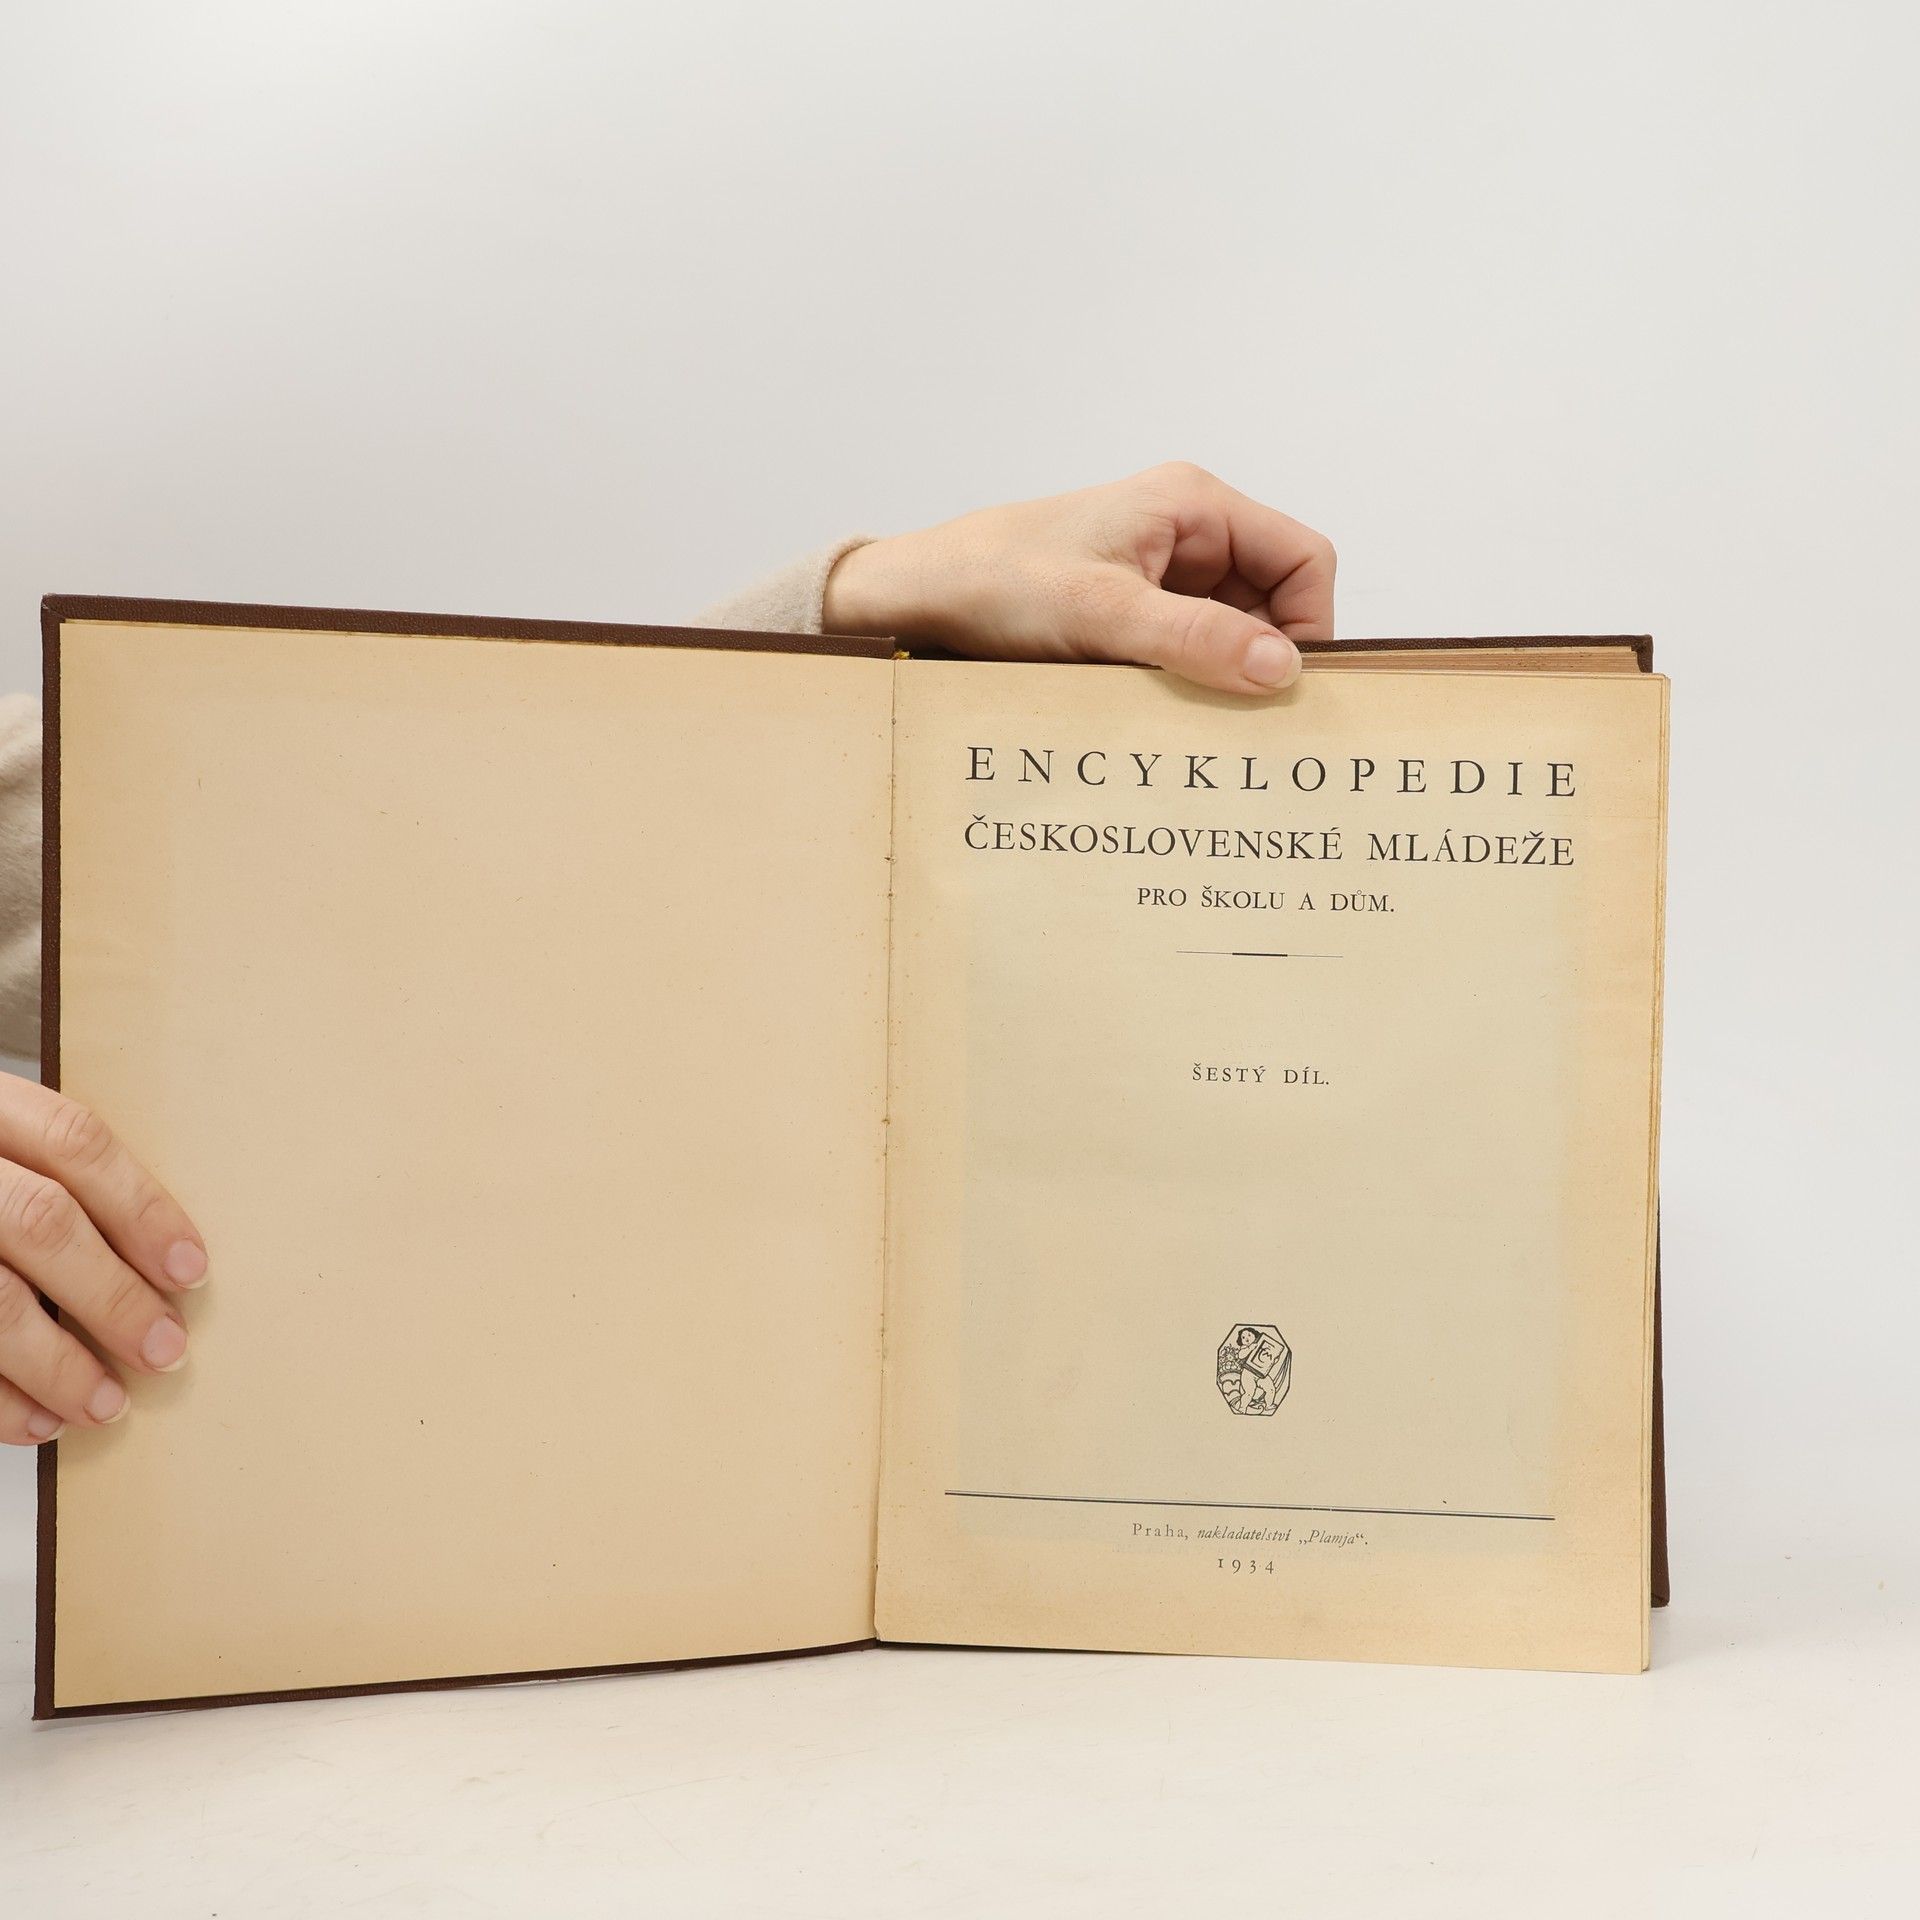 ENCYKLOPEDIE
ČESKOSLOVENSKÉ MLÁDEŽE
PRO ŠKOLU A DŮM.
ŠESTÝ DÍL.
Praha, nakladatelství „Plamja“.
1934